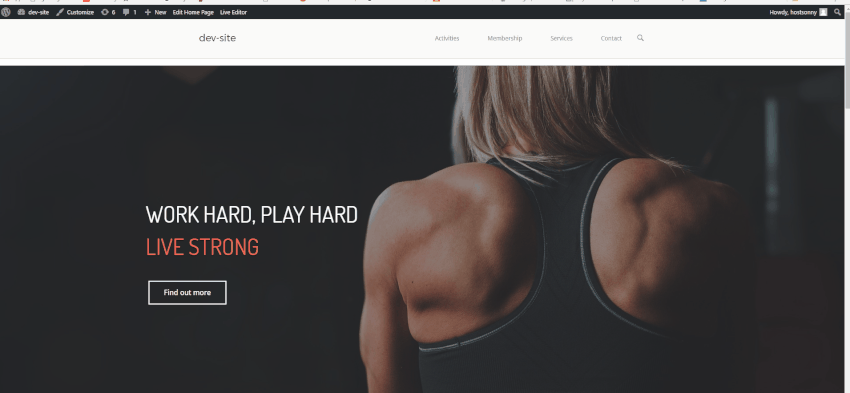 dev-site Customize 6 1 New Edit Home Page Live Editor Howdy, hostsonny
dev-site Activities Membership Services Contact
WORK HARD, PLAY HARD
LIVE STRONG
Find out more